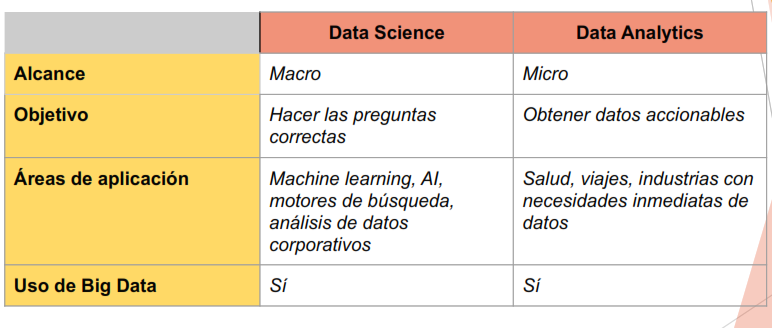 Data Science
Data Analytics
Alcance
Macro
Micro
Objetivo
Hacer las preguntas
correctas
Obtener datos accionables
Áreas de aplicación
Machine learning, AI,
motores de búsqueda,
análisis de datos
corporativos
Salud, viajes, industrias con
necesidades inmediatas de
datos
Uso de Big Data
Sí
Sí